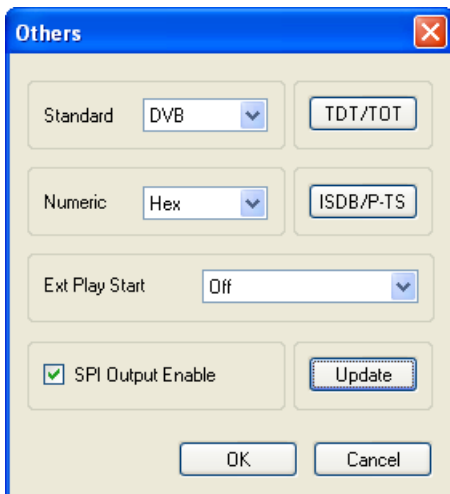 Others
Standard DVB TDT/TOT
Numeric Hex ISDB/P-TS
Ext Play Start Off
SPI Output Enable Update
OK Cancel